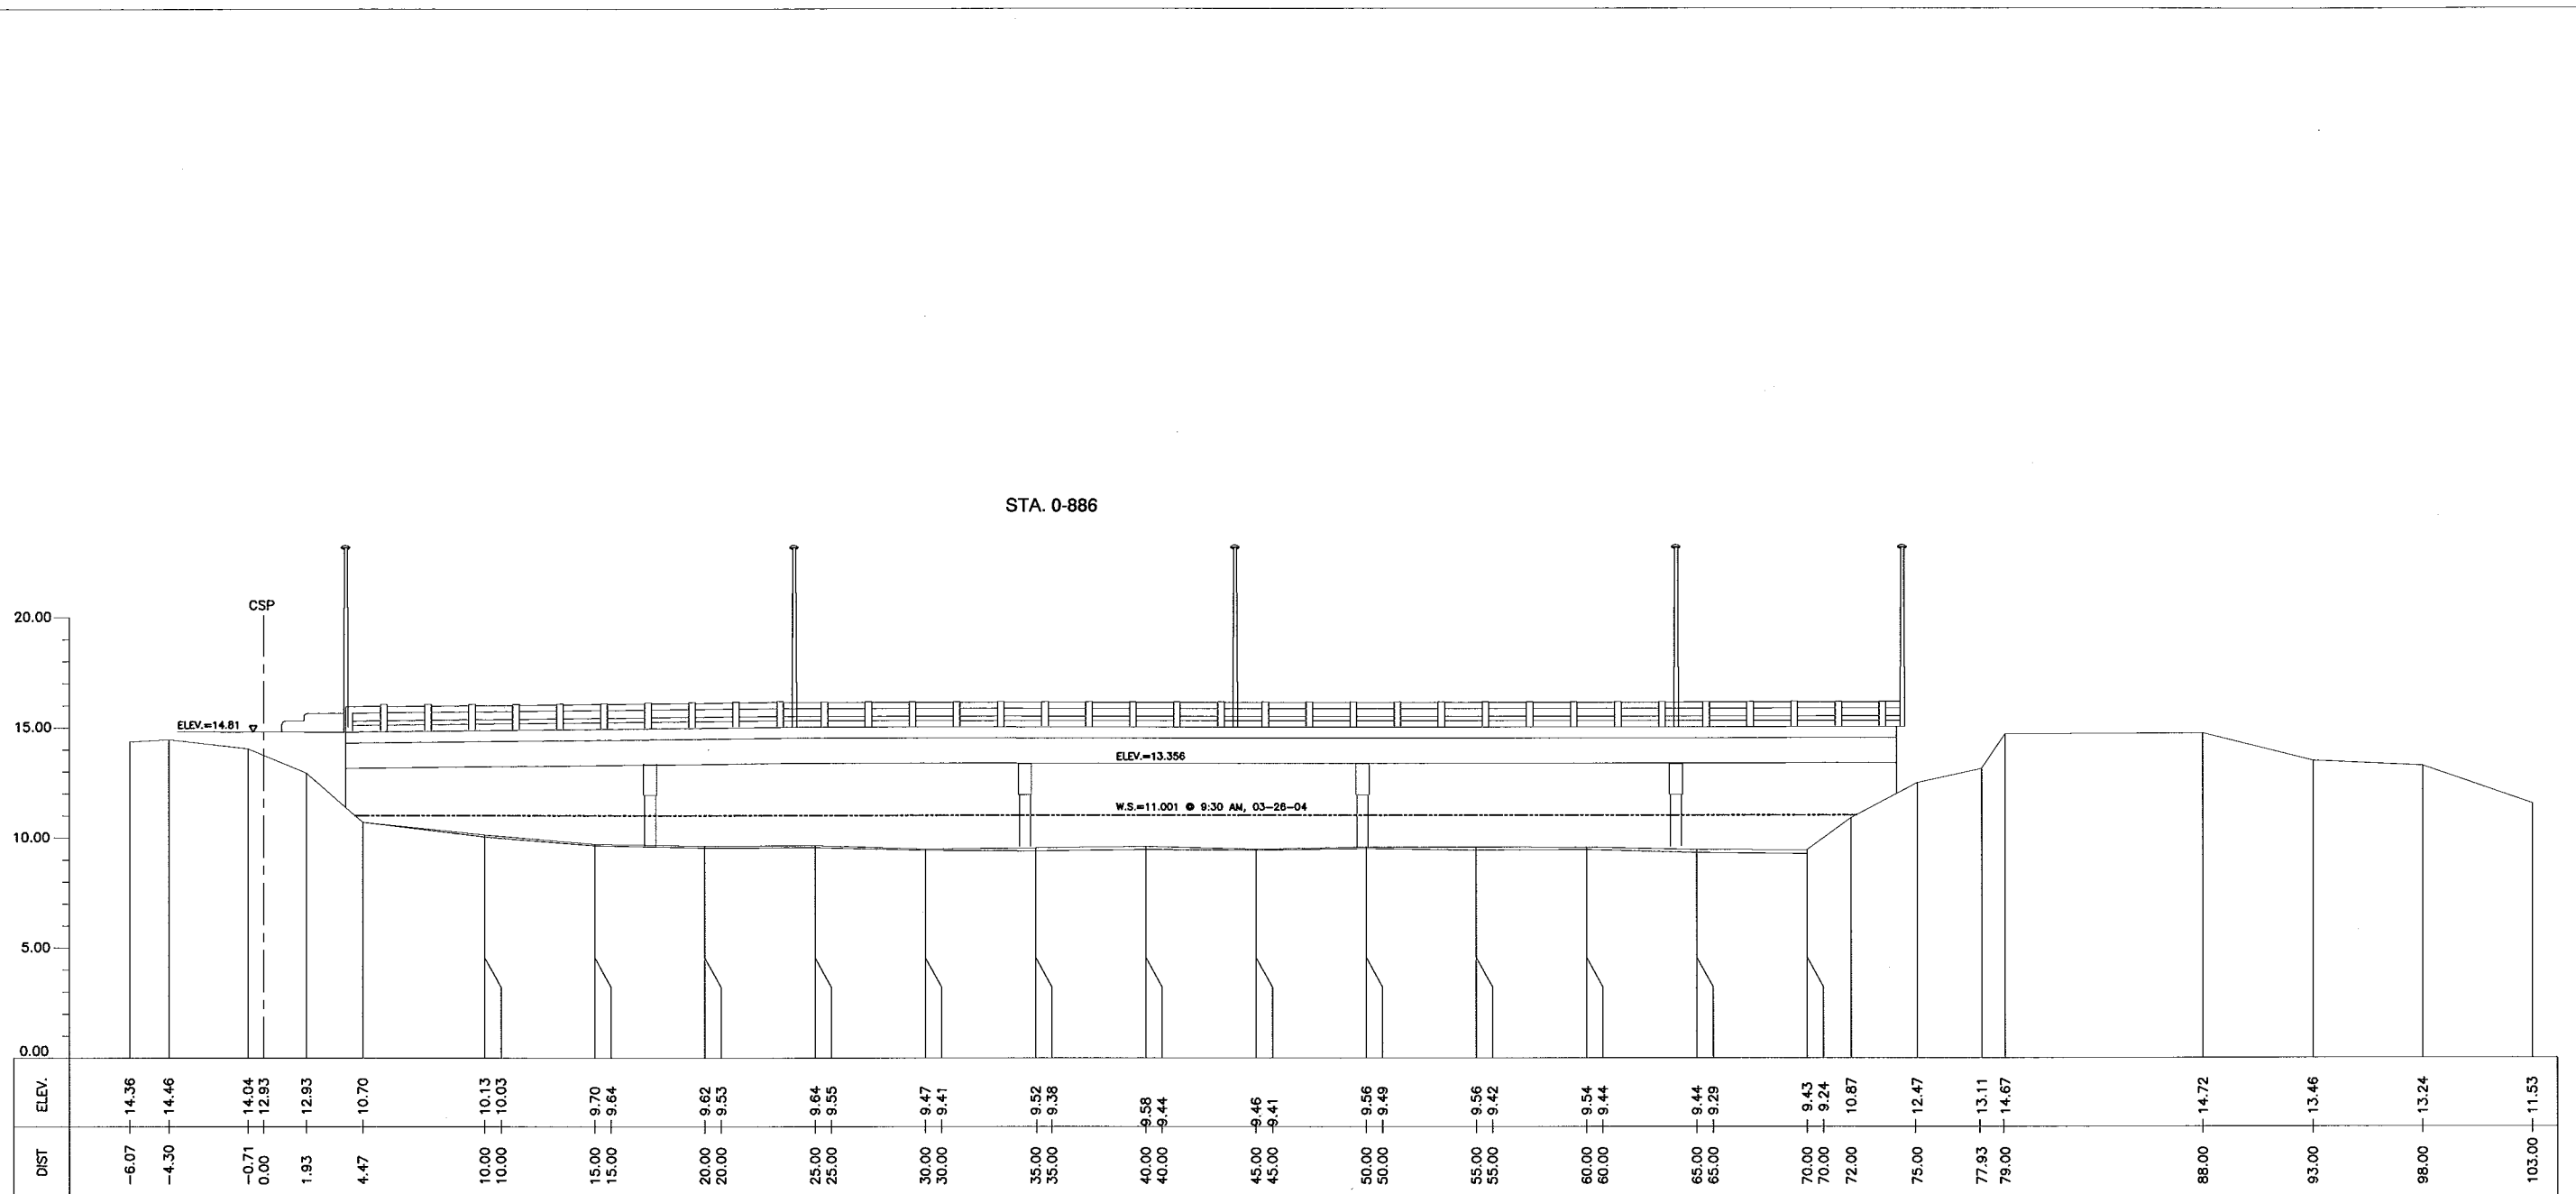 STA. 0-886
CSP
20.00
15.00
10.00
5.00
0.00
ELEV.=14.81
ELEV.=13.356
W.S.=11.001 @ 9:30 AM, 03-26-04
ELEV. 14.36 14.46 14.04 12.93 12.93 10.70 10.13 10.03 9.70 9.64 9.62 9.53 9.64 9.55 9.47 9.41 9.52 9.38 9.58 9.44 9.46 9.41 9.56 9.49 9.56 9.42 9.54 9.44 9.44 9.29 9.43 9.24 10.87 12.47 13.11 14.67 14.72 13.46 13.24 11.53
DIST -6.07 -4.30 -0.71 0.00 1.93 4.47 10.00 10.00 15.00 15.00 20.00 20.00 25.00 25.00 30.00 30.00 35.00 35.00 40.00 40.00 45.00 45.00 50.00 50.00 55.00 55.00 60.00 60.00 65.00 65.00 70.00 70.00 72.00 75.00 77.93 79.00 88.00 93.00 98.00 103.00